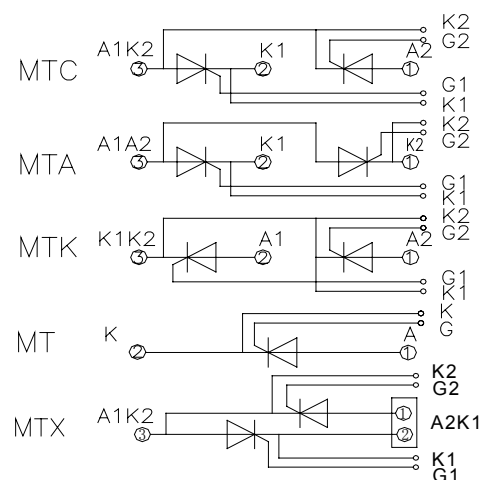 K2
A1K2 K1 A2 G2
MTC 3 2 1
G1
K1
K2
A1A2 K1 K2 G2
MTA 3 2 1
G1
K1
K2
K1K2 A1 A2 G2
MTK 3 2 1
G1
K1
K
K A G
MT 2 1
K2
G2
A1K2 1 A2K1
MTX 3 2
K1
G1